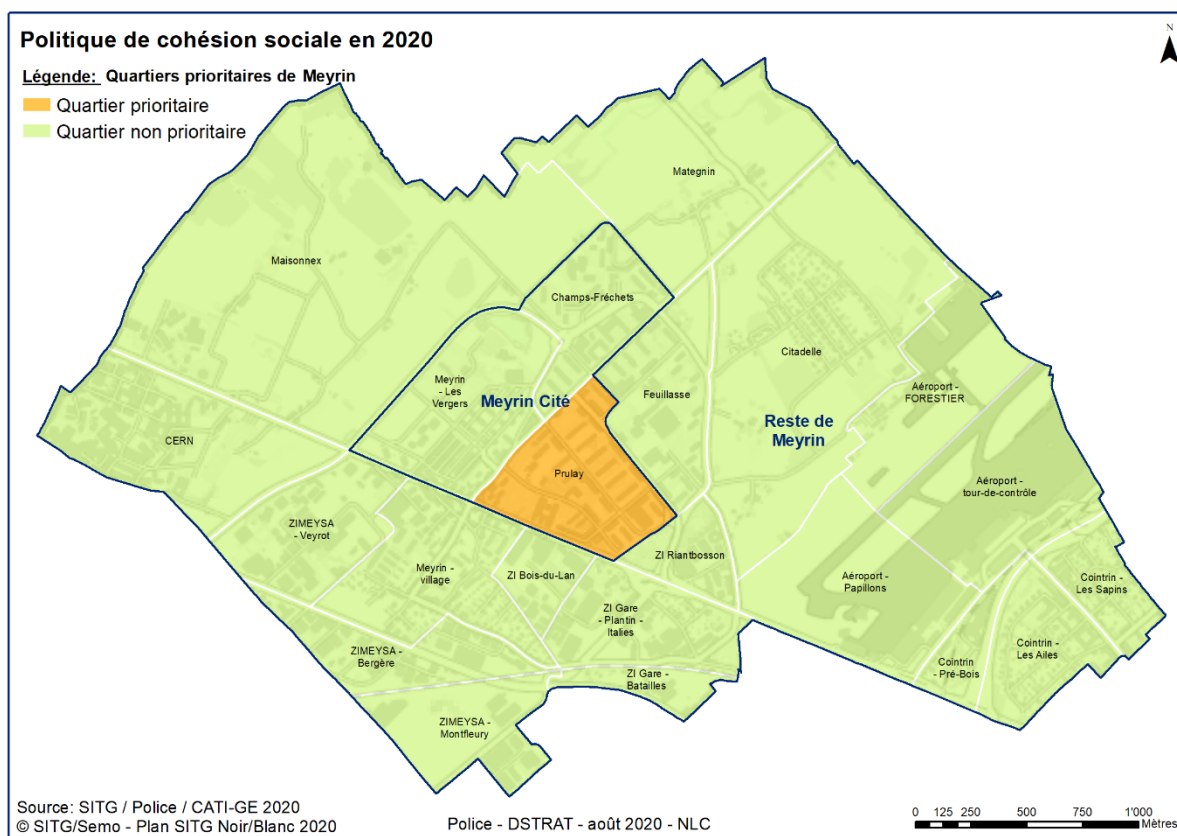 Politique de cohésion sociale en 2020
N
Légende: Quartiers prioritaires de Meyrin
Quartier prioritaire
Quartier non prioritaire
Mategnin
Maisonnex
Champs-Fréchets
Citadelle
Meyrin
- Les
Vergers
Meyrin Cité
Feuillasse
Aéroport -
FORESTIER
Reste de
Meyrin
CERN
Prulay
Aéroport -
tour-de-contrôle
ZIMEYSA
- Veyrot
ZI Riantbosson
Meyrin -
village
ZI Bois-du-Lan
Aéroport -
Papillons
Cointrin -
Les Sapins
ZI Gare
- Plantin -
Italies
ZIMEYSA -
Bergère
Cointrin
- Pré-Bois
Cointrin
- Les Ailes
ZI Gare -
Batailles
ZIMEYSA -
Montfleury
Source: SITG / Police / CATI-GE 2020
© SITG/Semo - Plan SITG Noir/Blanc 2020
Police - DSTRAT - août 2020 - NLC
0 125 250 500 750 1'000
Mètres